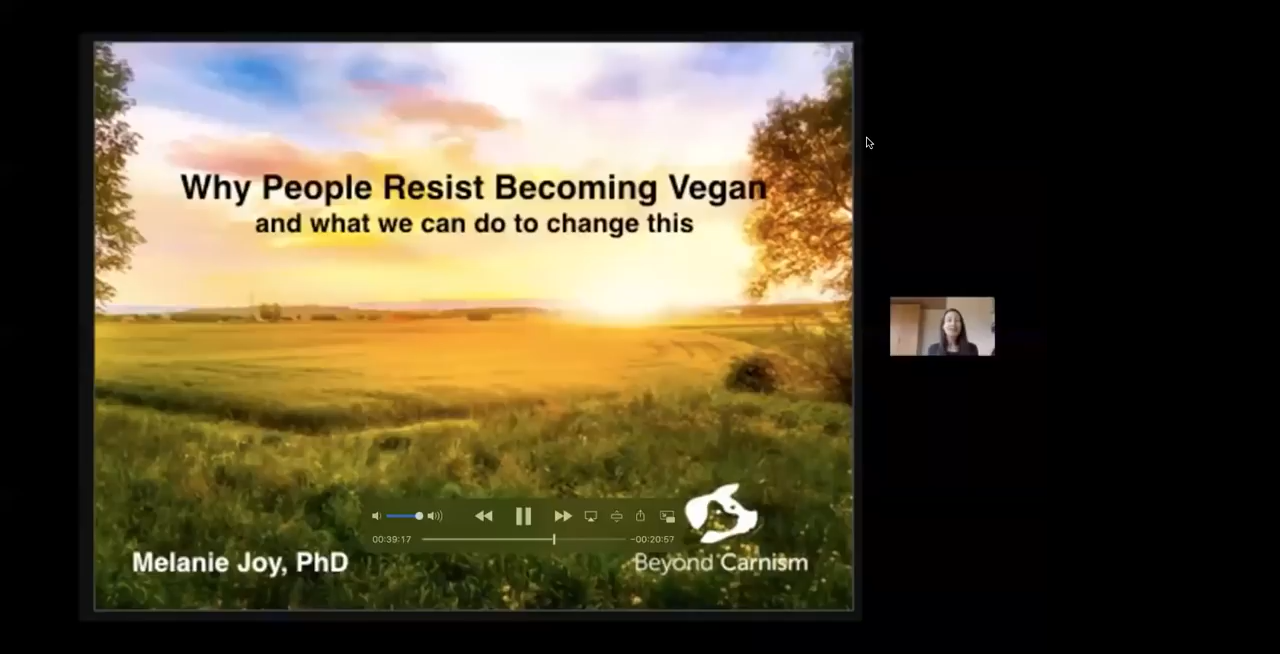 Why People Resist Becoming Vegan
and what we can do to change this
00:39:17
-00:20:57
Melanie Joy, PhD
Beyond Carnism